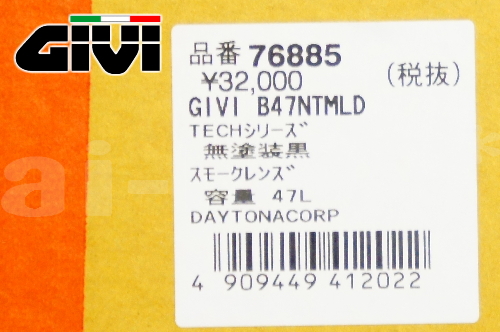 GIVI
品番 76885
¥32,000 (税抜)
GIVI B47NTMLD
TECHシリーズ
無塗装黒
スモークレンズ
容量 47L
DAYTONACORP
4 909449 412022